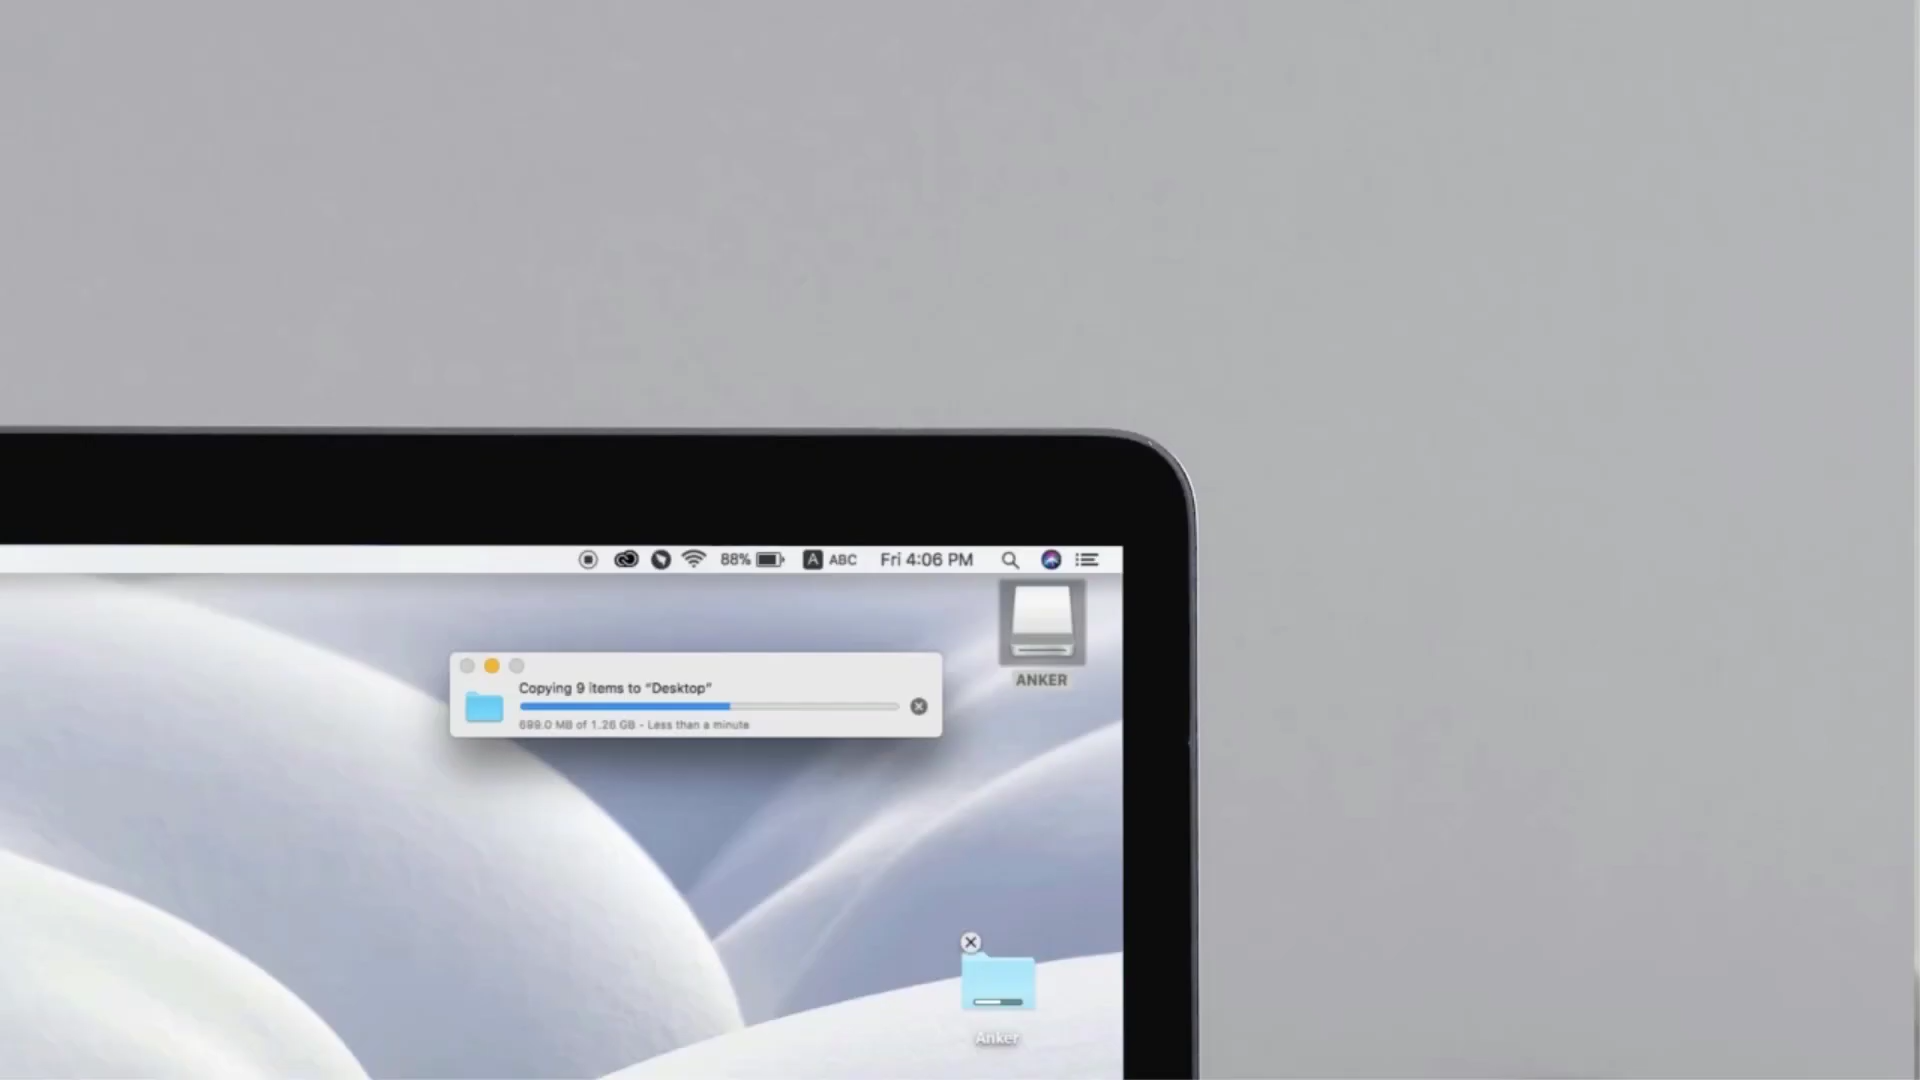 88% A ABC Fri 4:06 PM
ANKER
Copying 9 items to “Desktop”
699.0 MB of 1.26 GB - Less than a minute
Anker